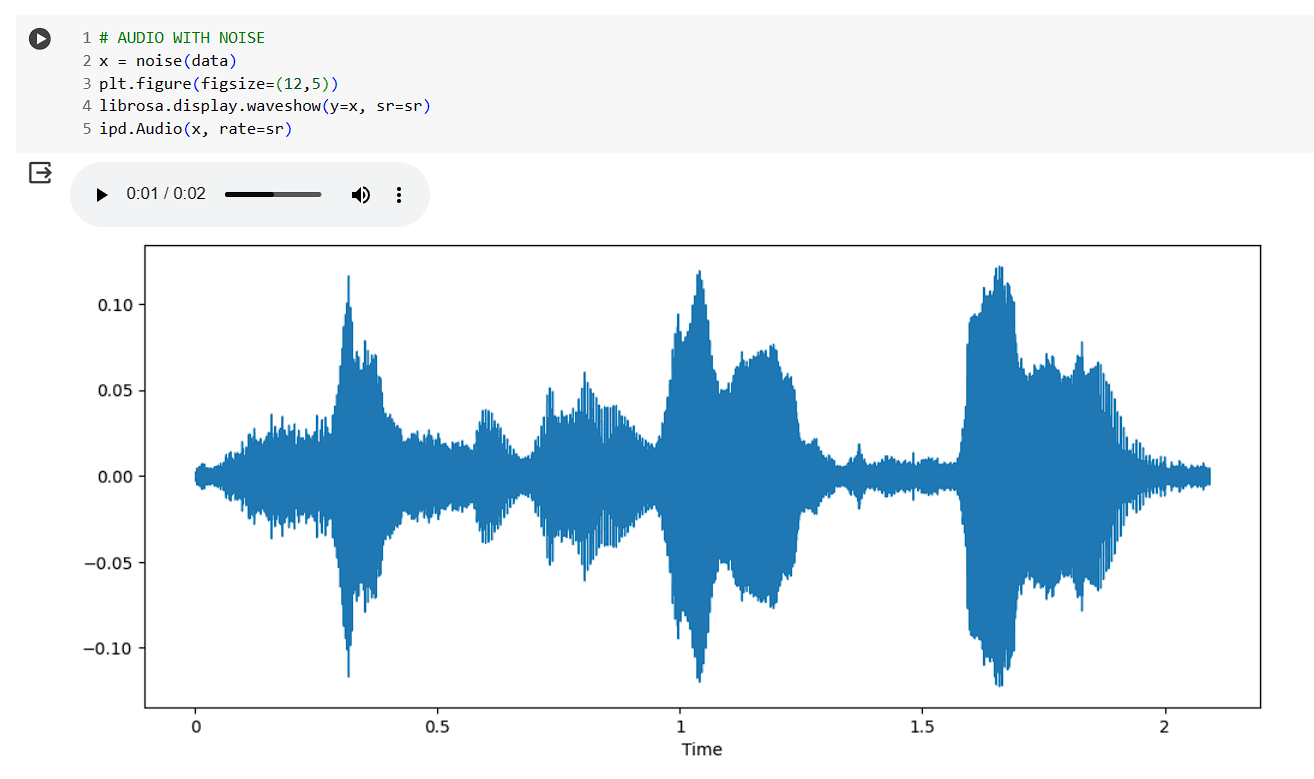 1 # AUDIO WITH NOISE
2 x = noise(data)
3 plt.figure(figsize=(12,5))
4 librosa.display.waveshow(y=x, sr=sr)
5 ipd.Audio(x, rate=sr)
0:01 / 0:02
0.10
0.05
0.00
−0.05
−0.10
0 0.5 1 1.5 2
Time